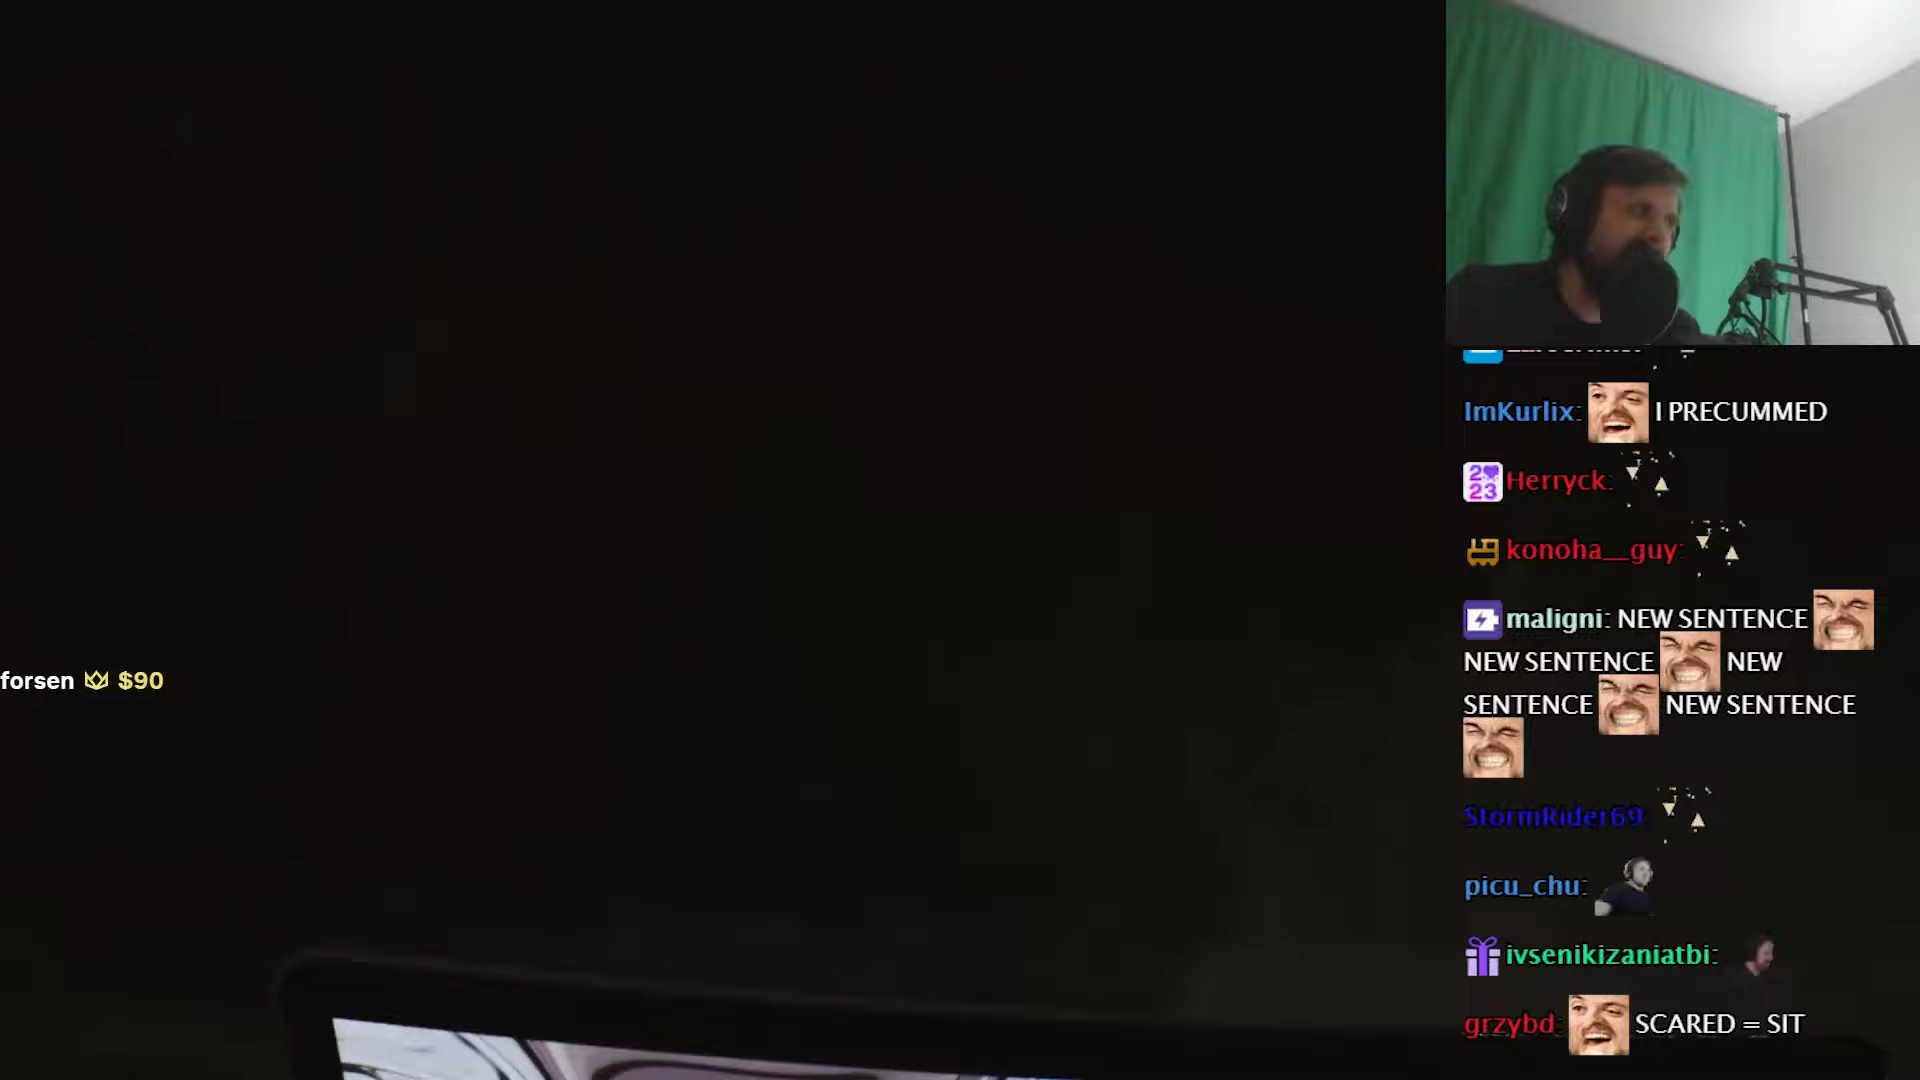 ImKurlix: I PRECUMMED
2023 Herryck:
konoha__guy:
maligni: NEW SENTENCE
NEW SENTENCE NEW
SENTENCE NEW SENTENCE
forsen $90
StormRider69:
picu_chu:
ivsenikizaniatbi:
grzybd: SCARED = SIT